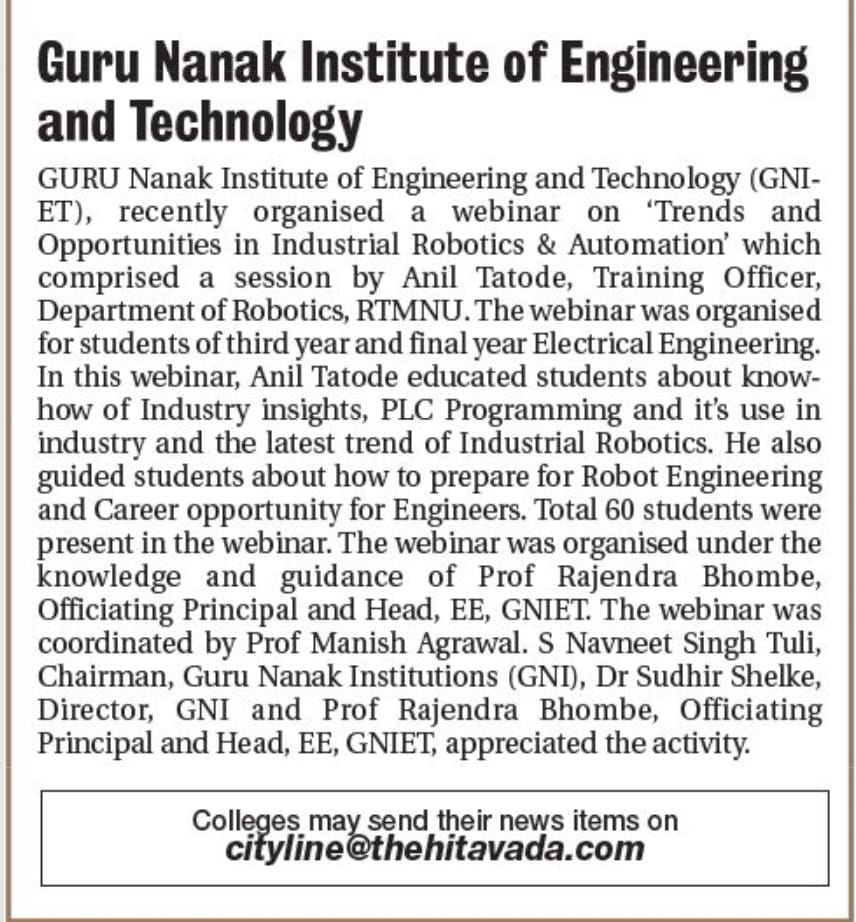 Guru Nanak Institute of Engineering
and Technology
GURU Nanak Institute of Engineering and Technology (GNI-
ET), recently organised a webinar on ‘Trends and
Opportunities in Industrial Robotics & Automation’ which
comprised a session by Anil Tatode, Training Officer,
Department of Robotics, RTMNU. The webinar was organised
for students of third year and final year Electrical Engineering.
In this webinar, Anil Tatode educated students about know-
how of Industry insights, PLC Programming and it’s use in
industry and the latest trend of Industrial Robotics. He also
guided students about how to prepare for Robot Engineering
and Career opportunity for Engineers. Total 60 students were
present in the webinar. The webinar was organised under the
knowledge and guidance of Prof Rajendra Bhombe,
Officiating Principal and Head, EE, GNIET. The webinar was
coordinated by Prof Manish Agrawal. S Navneet Singh Tuli,
Chairman, Guru Nanak Institutions (GNI), Dr Sudhir Shelke,
Director, GNI and Prof Rajendra Bhombe, Officiating
Principal and Head, EE, GNIET, appreciated the activity.
Colleges may send their news items on
cityline@thehitavada.com